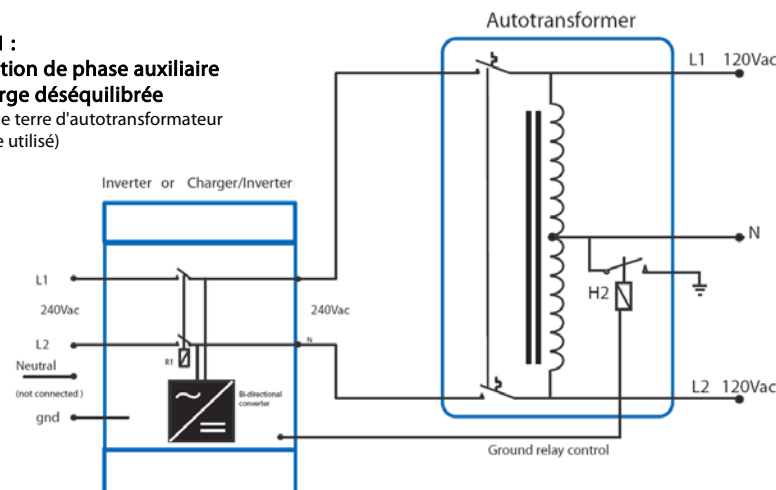 Autotransformer
:
tion de phase auxiliaire
rge déséquilibrée
e terre d'autotransformateur
e utilisé)
L1 120Vac
Inverter or Charger/Inverter
N
L1
240Vac
240Vac
H2
L2
N
R1
Neutral
(not connected )
Bi-directional
converter
L2 120Vac
gnd
Ground relay control